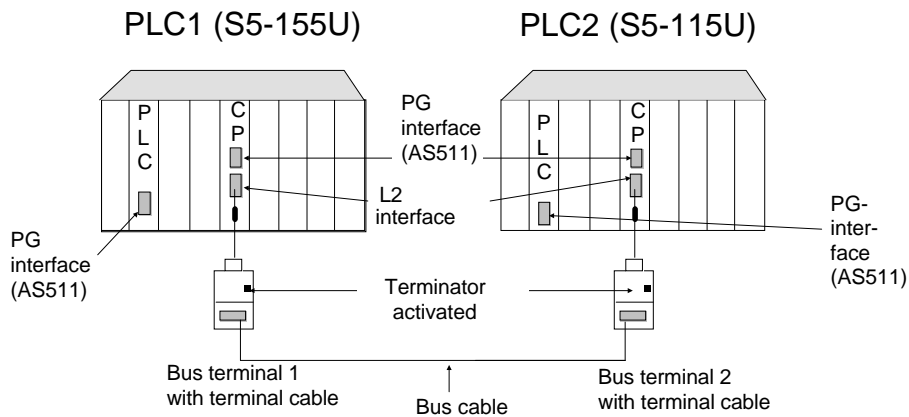 PLC1 (S5-155U)
PLC2 (S5-115U)
P
L
C
C
P
PG
interface
(AS511)
P
L
C
C
P
L2
interface
PG
interface
(AS511)
PG-
inter-
face
(AS511)
Terminator
activated
Bus terminal 1
with terminal cable
Bus cable
Bus terminal 2
with terminal cable